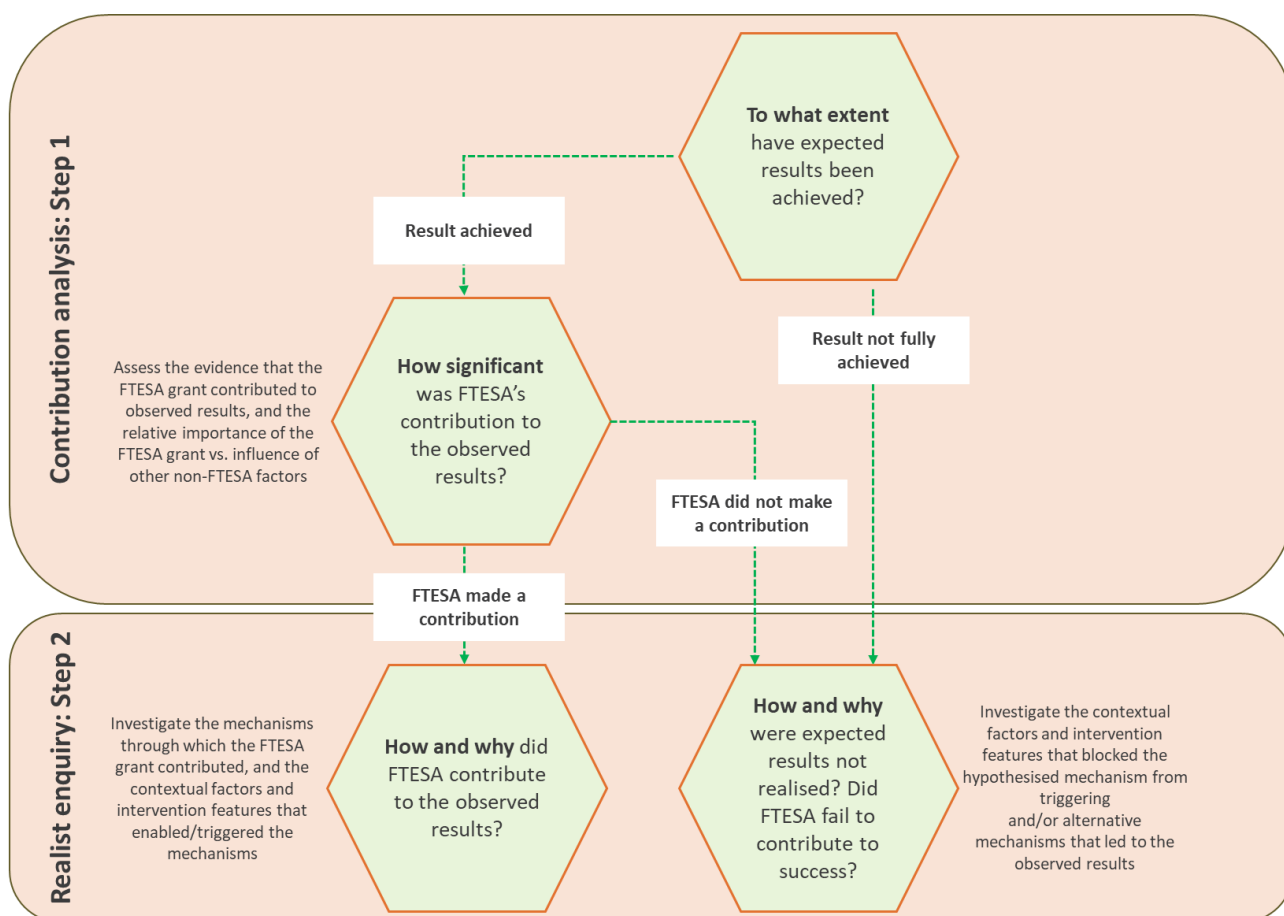 Contribution analysis: Step 1
To what extent
have expected
results been
achieved?
Result achieved
Result not fully
achieved
Assess the evidence that the
FTESA grant contributed to
observed results, and the
relative importance of the
FTESA grant vs. influence of
other non-FTESA factors
How significant
was FTESA’s
contribution to
the observed
results?
FTESA did not make
a contribution
FTESA made a
contribution
Realist enquiry: Step 2
Investigate the mechanisms
through which the FTESA
grant contributed, and the
contextual factors and
intervention features that
enabled/triggered the
mechanisms
How and why did
FTESA contribute
to the observed
results?
How and why
were expected
results not
realised? Did
FTESA fail to
contribute to
success?
Investigate the contextual
factors and intervention
features that blocked the
hypothesised mechanism from
triggering
and/or alternative
mechanisms that led to the
observed results